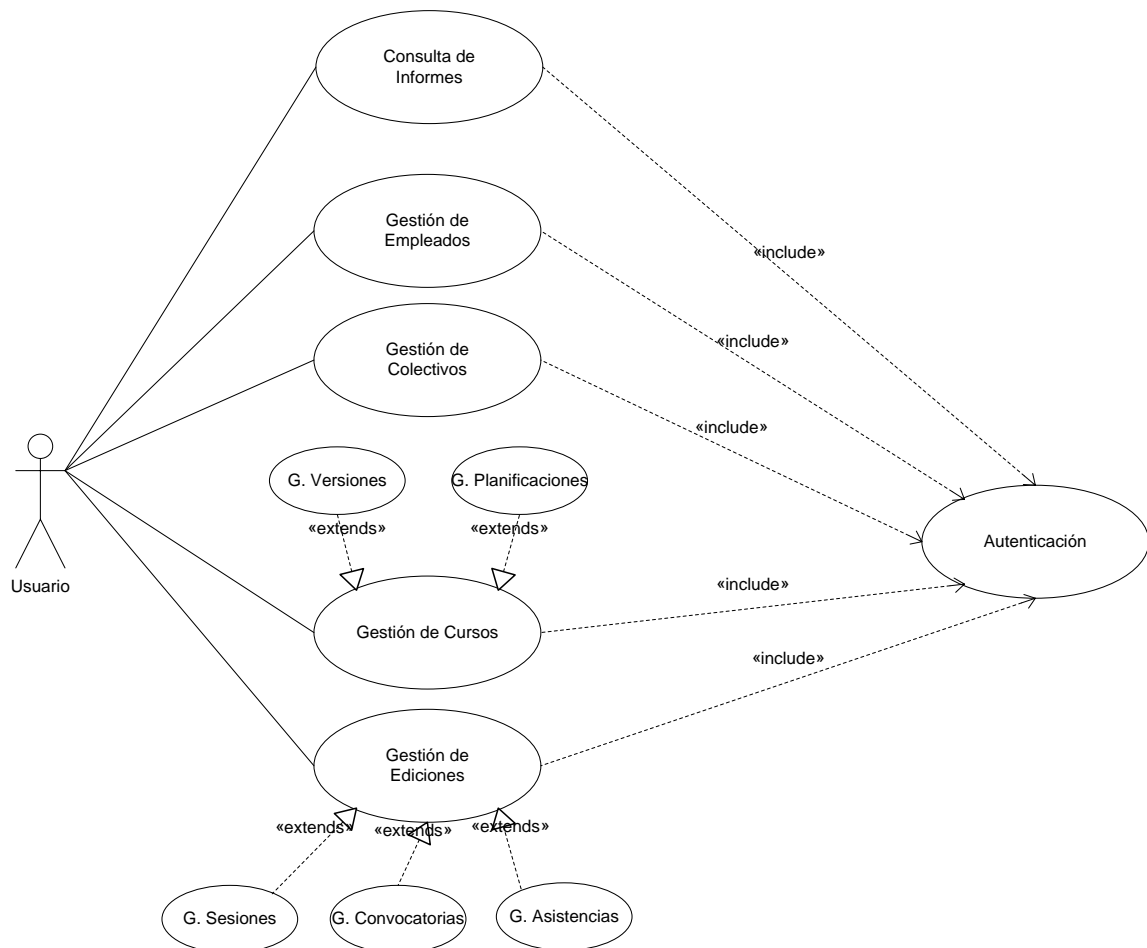 Consulta de
Informes
Gestión de
Empleados
«include»
«include»
Gestión de
Colectivos
«include»
G. Versiones
G. Planificaciones
«extends»
«extends»
Autenticación
Usuario
«include»
Gestión de Cursos
«include»
Gestión de
Ediciones
«extends»
«extends»
«extends»
G. Sesiones
G. Convocatorias
G. Asistencias